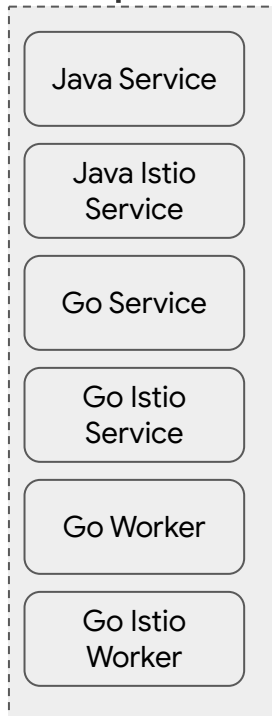 Java Service
Java Istio
Service
Go Service
Go Istio
Service
Go Worker
Go Istio
Worker